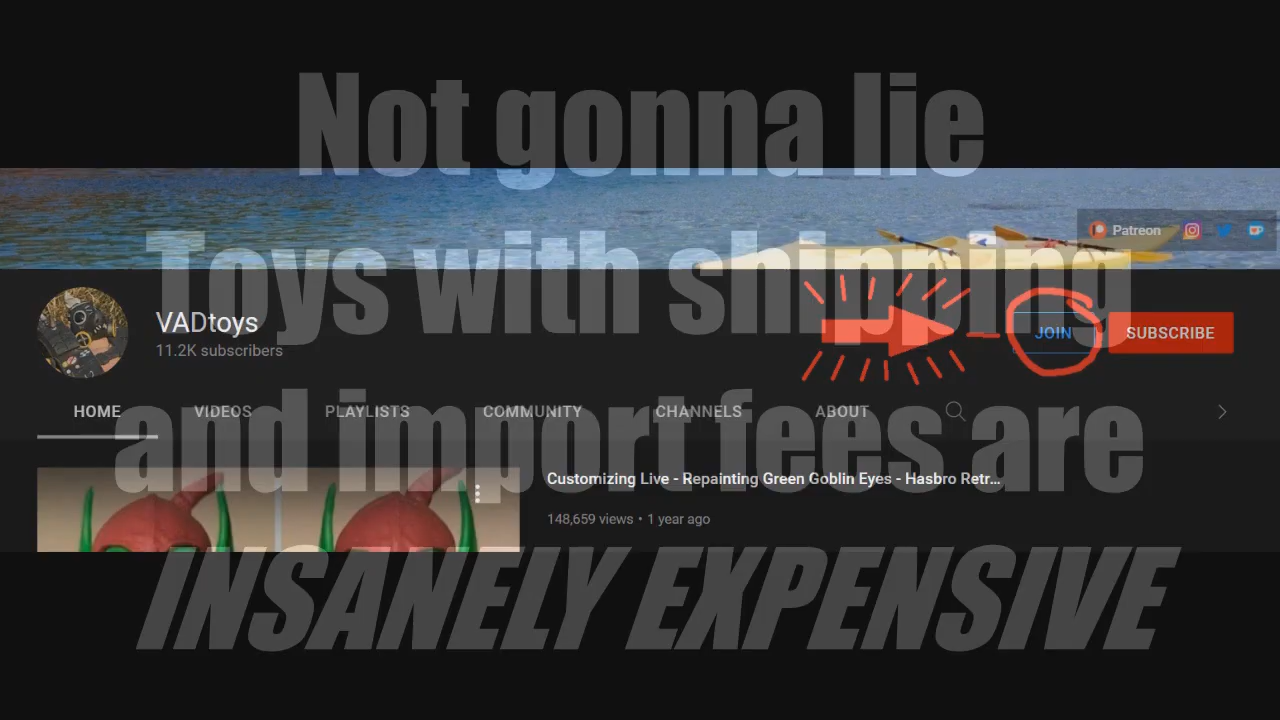 Not gonna lie
Toys with shipping
and import fees are
INSANELY EXPENSIVE
Patreon
VADtoys
11.2K subscribers
JOIN
SUBSCRIBE
HOME VIDEOS PLAYLISTS COMMUNITY CHANNELS ABOUT
Customizing Live - Repainting Green Goblin Eyes - Hasbro Retr...
148,659 views • 1 year ago